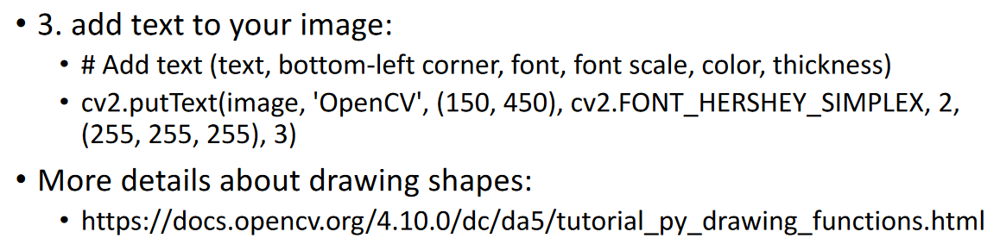 • 3. add text to your image:
• # Add text (text, bottom-left corner, font, font scale, color, thickness)
• cv2.putText(image, 'OpenCV', (150, 450), cv2.FONT_HERSHEY_SIMPLEX, 2,
(255, 255, 255), 3)
• More details about drawing shapes:
• https://docs.opencv.org/4.10.0/dc/da5/tutorial_py_drawing_functions.html